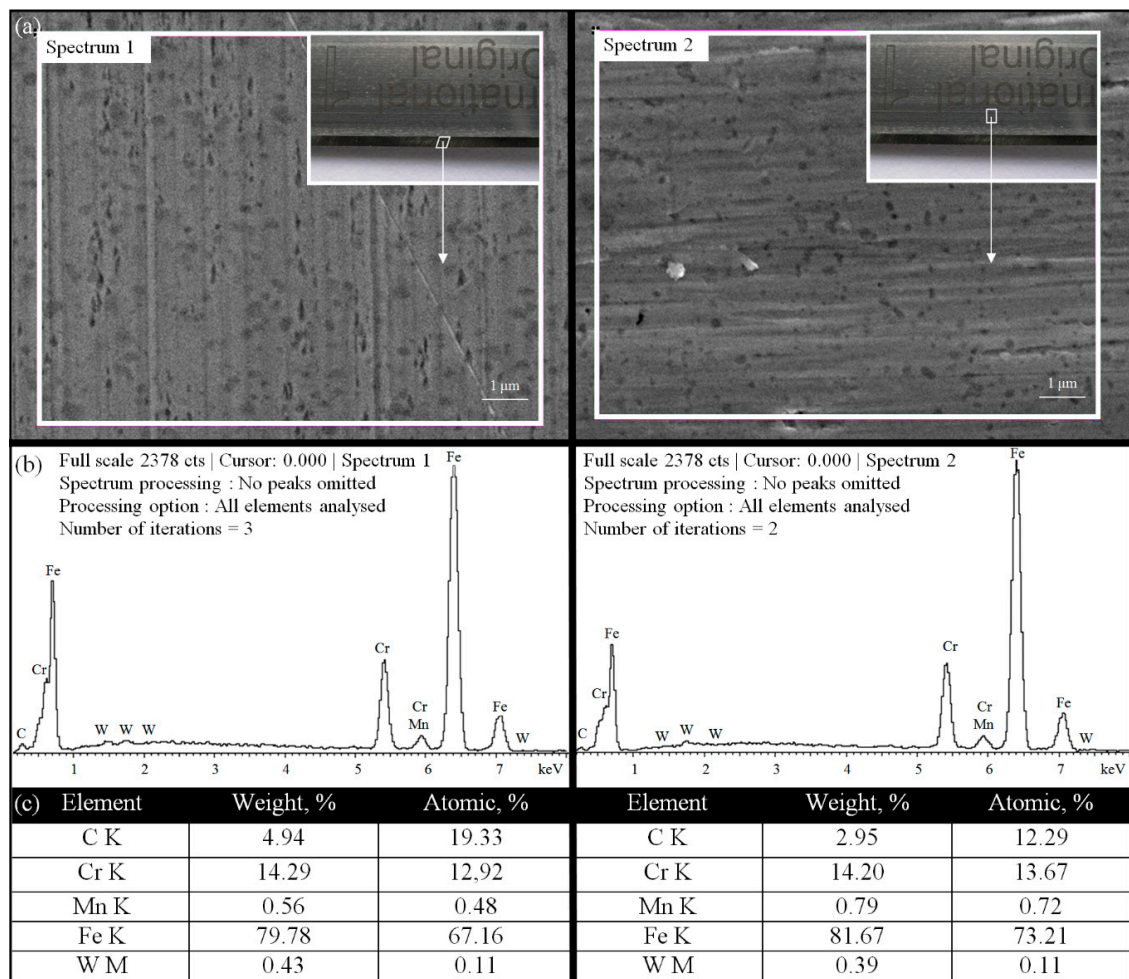 (a)
Spectrum 1
rnational
Original
1 μm
Spectrum 2
rnational
Original
1 μm
(b)
Full scale 2378 cts | Cursor: 0.000 | Spectrum 1
Spectrum processing : No peaks omitted
Processing option : All elements analysed
Number of iterations = 3
Fe
Fe
Cr
Cr
Cr
Mn
Fe
C
W W W
W
1 2 3 4 5 6 7 keV
Full scale 2378 cts | Cursor: 0.000 | Spectrum 2
Spectrum processing : No peaks omitted
Processing option : All elements analysed
Number of iterations = 2
Fe
Fe
Cr
Cr
Cr
Mn
Fe
C
W W W
W
1 2 3 4 5 6 7 keV
(c)
Element Weight, % Atomic, %
C K 4.94 19.33
Cr K 14.29 12,92
Mn K 0.56 0.48
Fe K 79.78 67.16
W M 0.43 0.11
Element Weight, % Atomic, %
C K 2.95 12.29
Cr K 14.20 13.67
Mn K 0.79 0.72
Fe K 81.67 73.21
W M 0.39 0.11